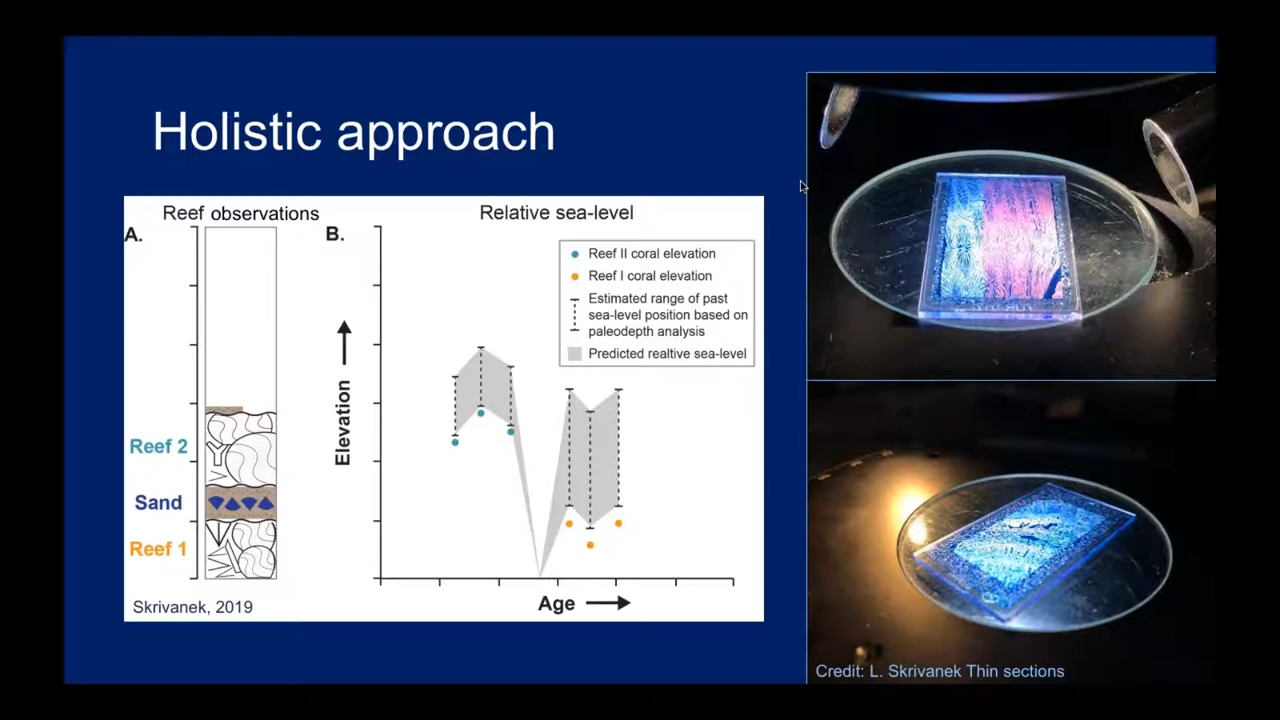 Holistic approach
Reef observations
Relative sea-level
A.
B.
Reef II coral elevation
Reef I coral elevation
Estimated range of past
sea-level position based on
paleodepth analysis
Predicted realtive sea-level
Elevation
Reef 2
Sand
Reef 1
Age
Skrivanek, 2019
Credit: L. Skrivanek Thin sections